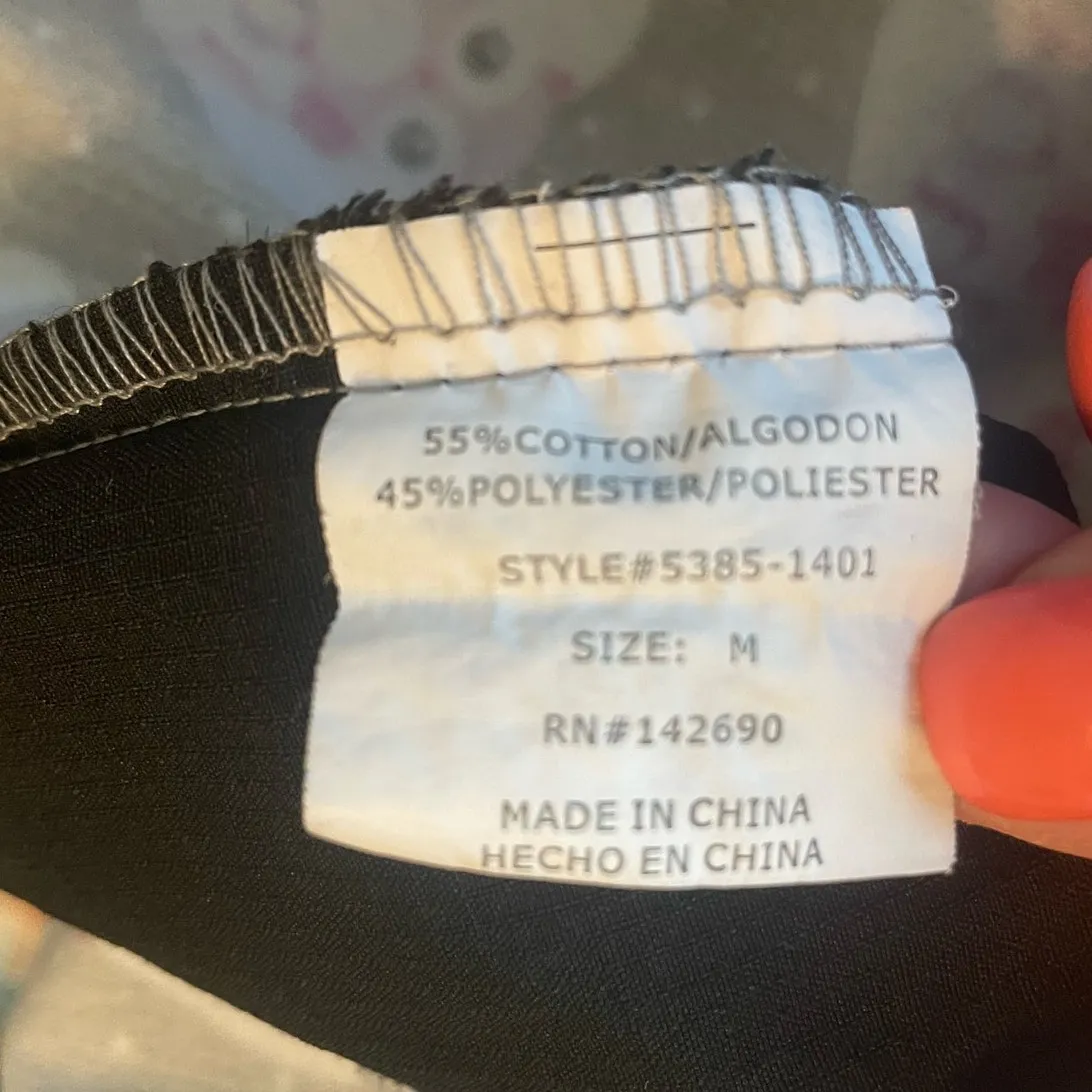 55%COTTON/ALGODON
45%POLYESTER/POLIESTER
STYLE#5385-1401
SIZE: M
RN#142690
MADE IN CHINA
HECHO EN CHINA